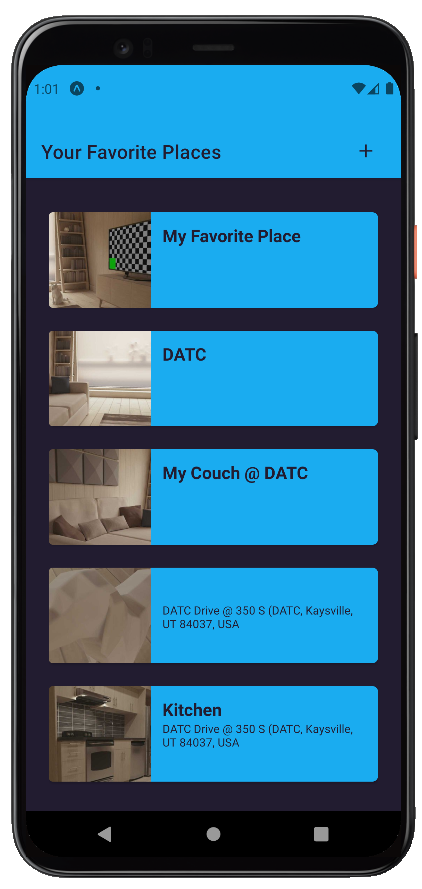 1:01
Your Favorite Places +
My Favorite Place
DATC
My Couch @ DATC
DATC Drive @ 350 S (DATC, Kaysville,
UT 84037, USA
Kitchen
DATC Drive @ 350 S (DATC, Kaysville,
UT 84037, USA